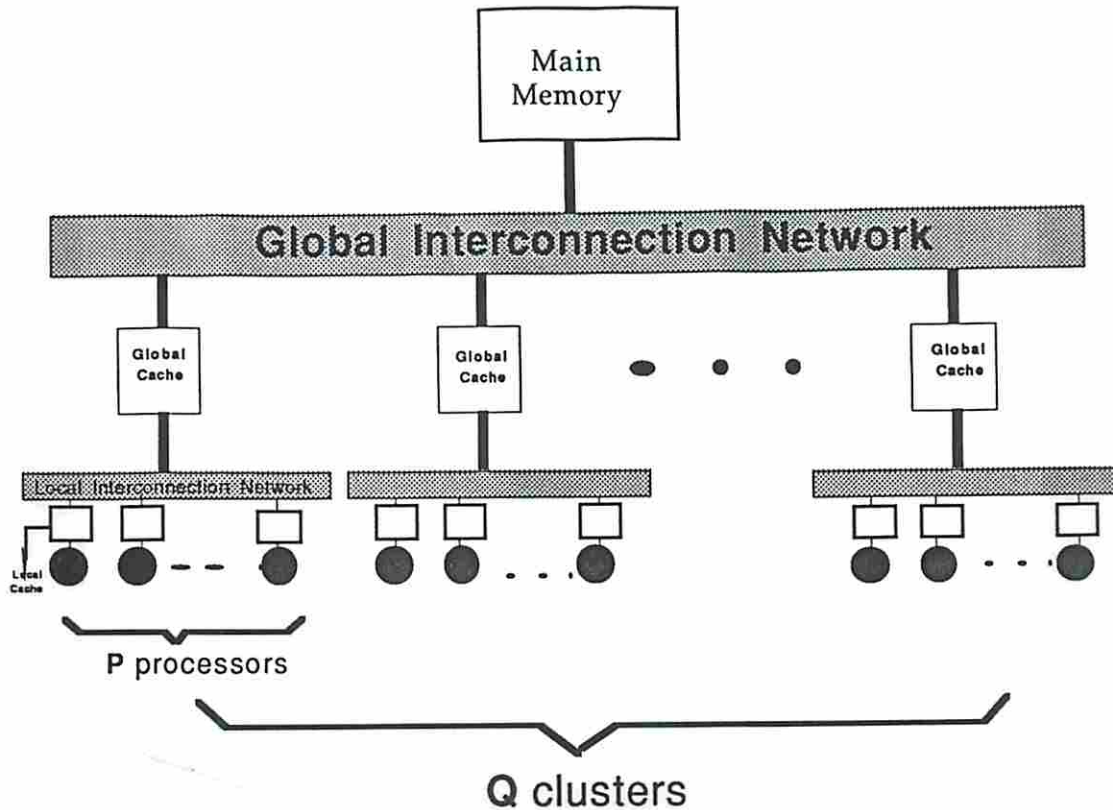 Main
Memory
Global Interconnection Network
Global
Cache
Global
Cache
Global
Cache
Local Interconnection Network
Local
Cache
P processors
Q clusters